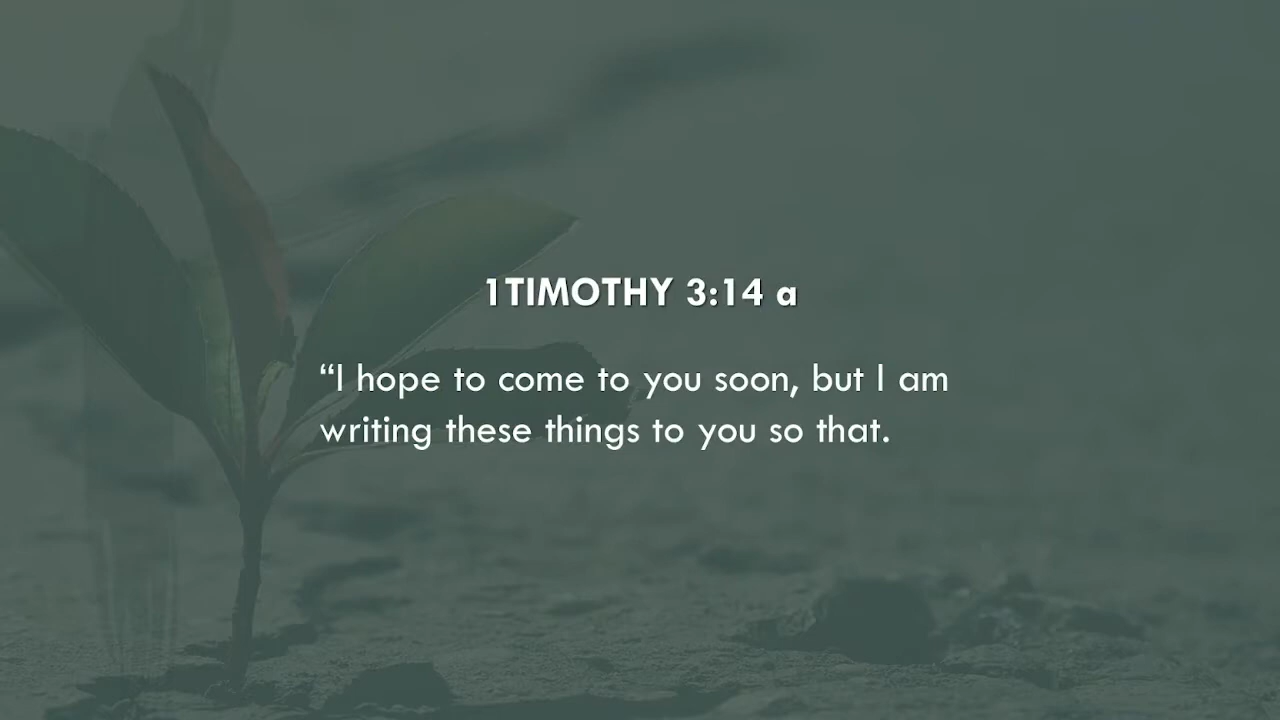 1TIMOTHY 3:14 a
“I hope to come to you soon, but I am
writing these things to you so that.